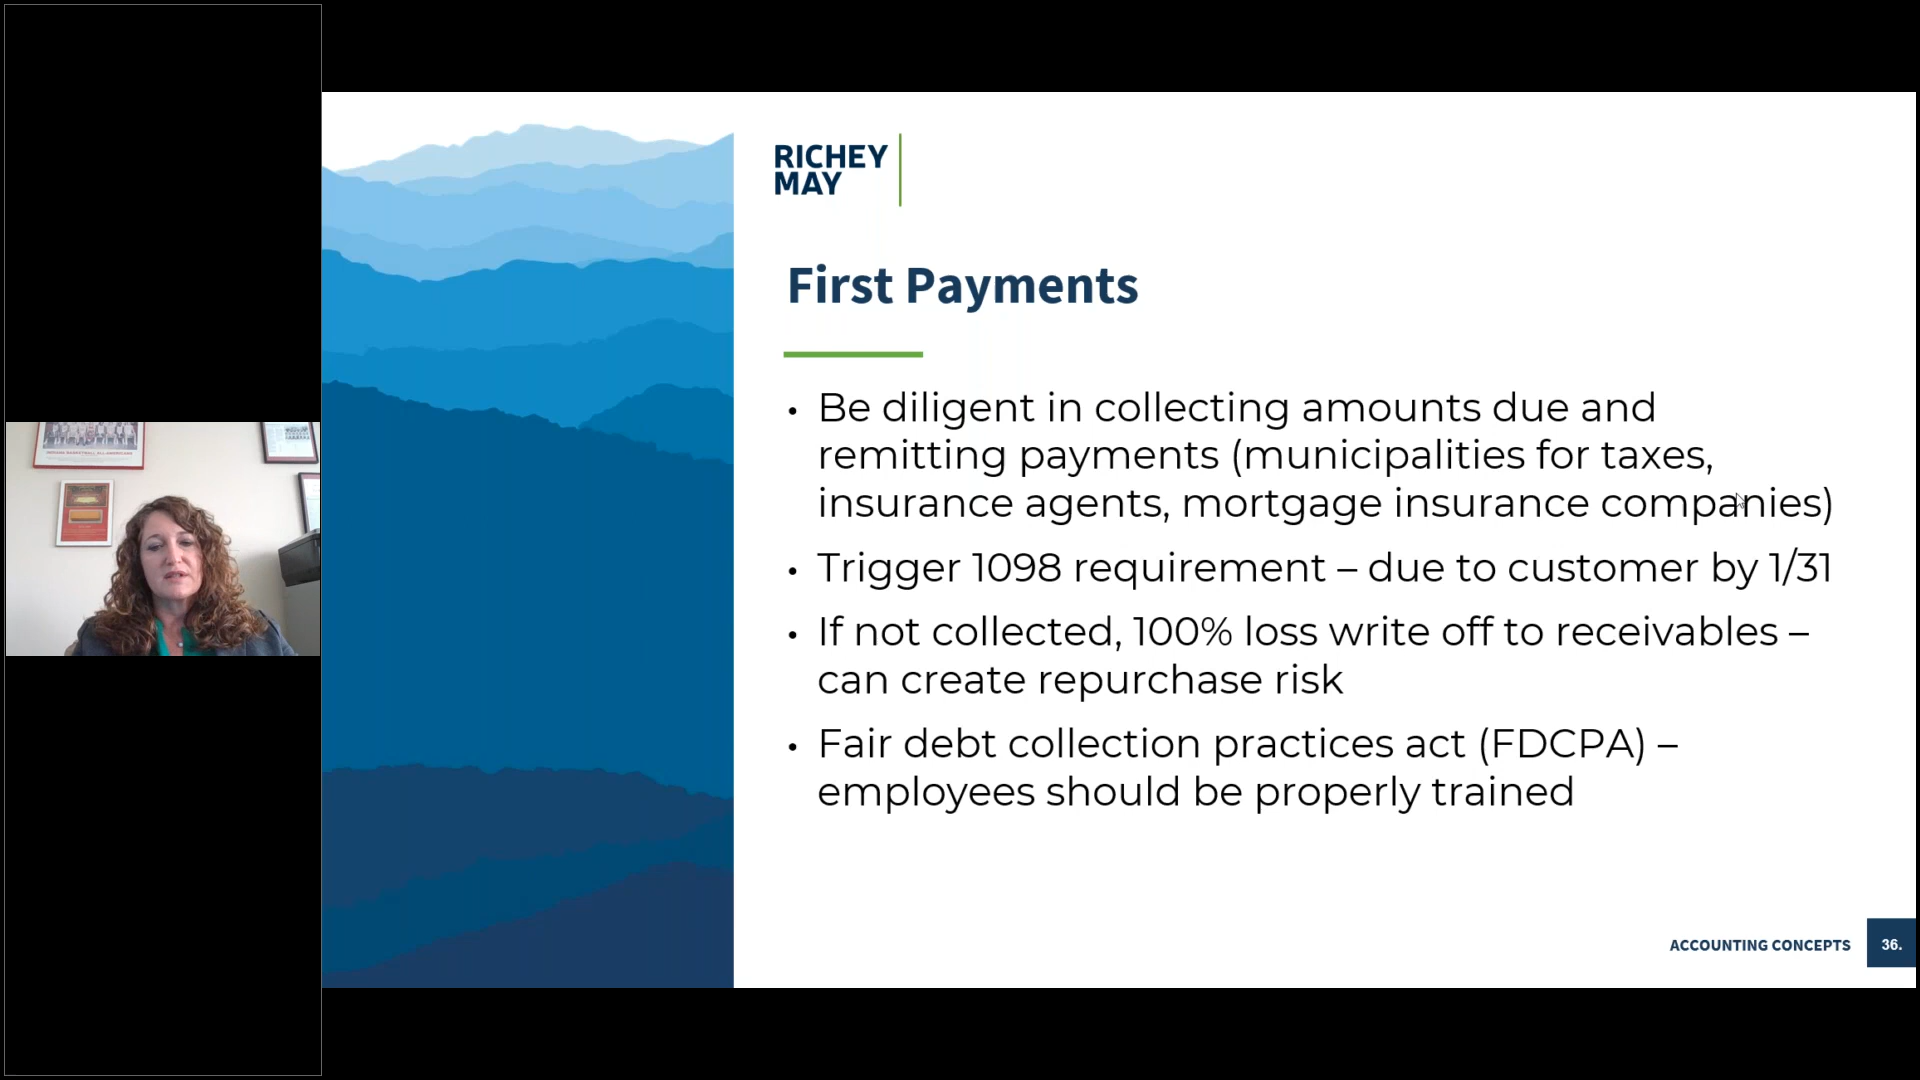 RICHEY
MAY
First Payments
• Be diligent in collecting amounts due and
remitting payments (municipalities for taxes,
insurance agents, mortgage insurance companies)
• Trigger 1098 requirement – due to customer by 1/31
• If not collected, 100% loss write off to receivables –
can create repurchase risk
• Fair debt collection practices act (FDCPA) –
employees should be properly trained
ACCOUNTING CONCEPTS 36.